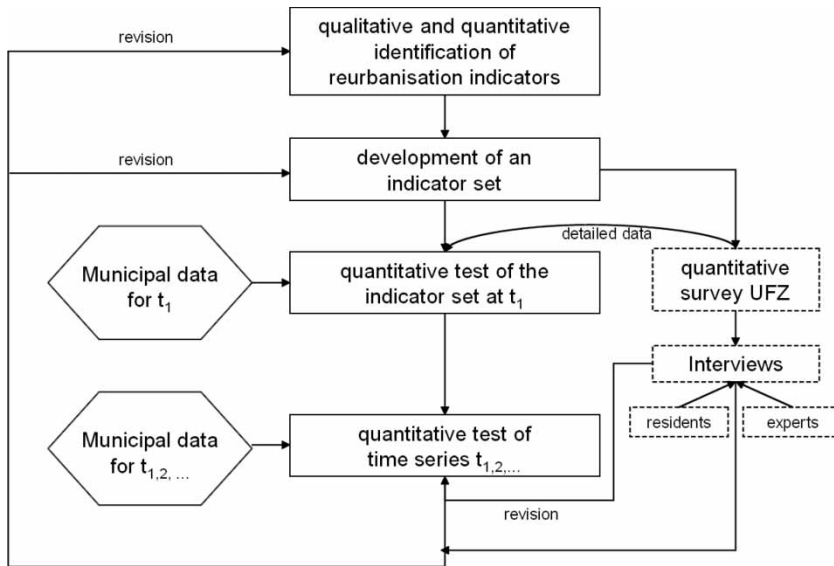 qualitative and quantitative
identification of
reurbanisation indicators
revision
development of an
indicator set
revision
detailed data
Municipal data
for t₁
quantitative test of the
indicator set at t₁
quantitative
survey UFZ
Interviews
residents
experts
Municipal data
for t₁,₂, ...
quantitative test of
time series t₁,₂,...
revision